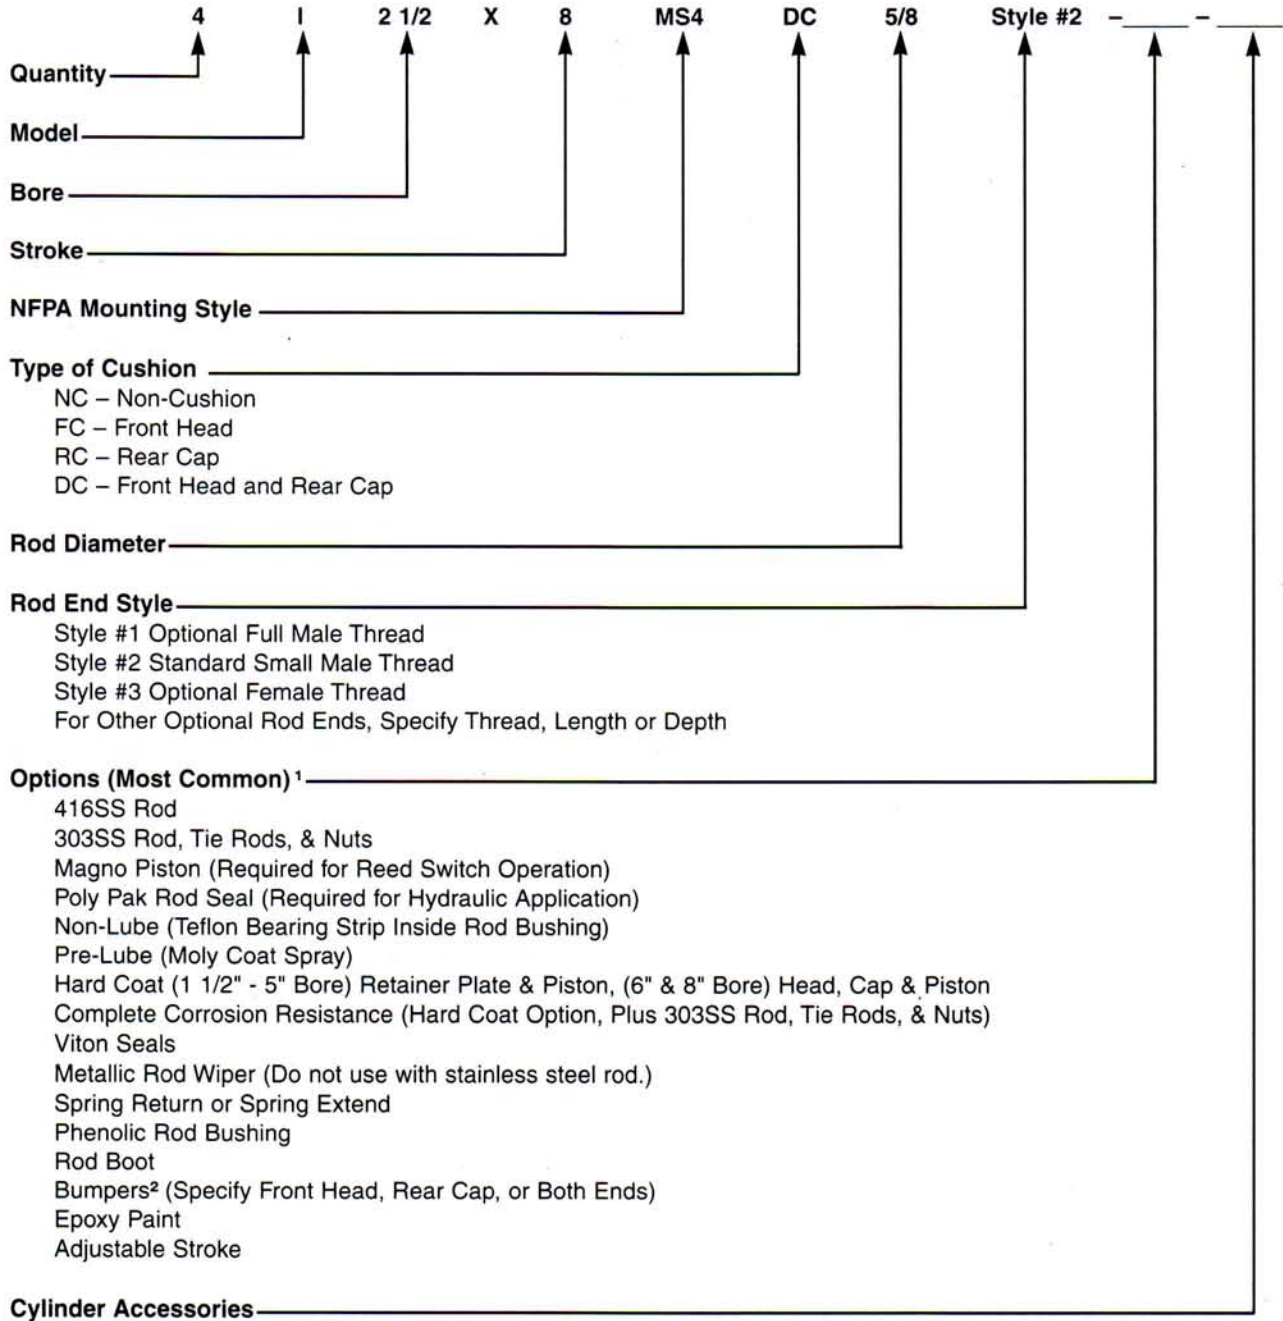 4 I 2 1/2 X 8 MS4 DC 5/8 Style #2 –_____ – _____
Quantity
Model
Bore
Stroke
NFPA Mounting Style
Type of Cushion
NC – Non-Cushion
FC – Front Head
RC – Rear Cap
DC – Front Head and Rear Cap
Rod Diameter
Rod End Style
Style #1 Optional Full Male Thread
Style #2 Standard Small Male Thread
Style #3 Optional Female Thread
For Other Optional Rod Ends, Specify Thread, Length or Depth
Options (Most Common) ¹
416SS Rod
303SS Rod, Tie Rods, & Nuts
Magno Piston (Required for Reed Switch Operation)
Poly Pak Rod Seal (Required for Hydraulic Application)
Non-Lube (Teflon Bearing Strip Inside Rod Bushing)
Pre-Lube (Moly Coat Spray)
Hard Coat (1 1/2" - 5" Bore) Retainer Plate & Piston, (6" & 8" Bore) Head, Cap & Piston
Complete Corrosion Resistance (Hard Coat Option, Plus 303SS Rod, Tie Rods, & Nuts)
Viton Seals
Metallic Rod Wiper (Do not use with stainless steel rod.)
Spring Return or Spring Extend
Phenolic Rod Bushing
Rod Boot
Bumpers² (Specify Front Head, Rear Cap, or Both Ends)
Epoxy Paint
Adjustable Stroke
Cylinder Accessories